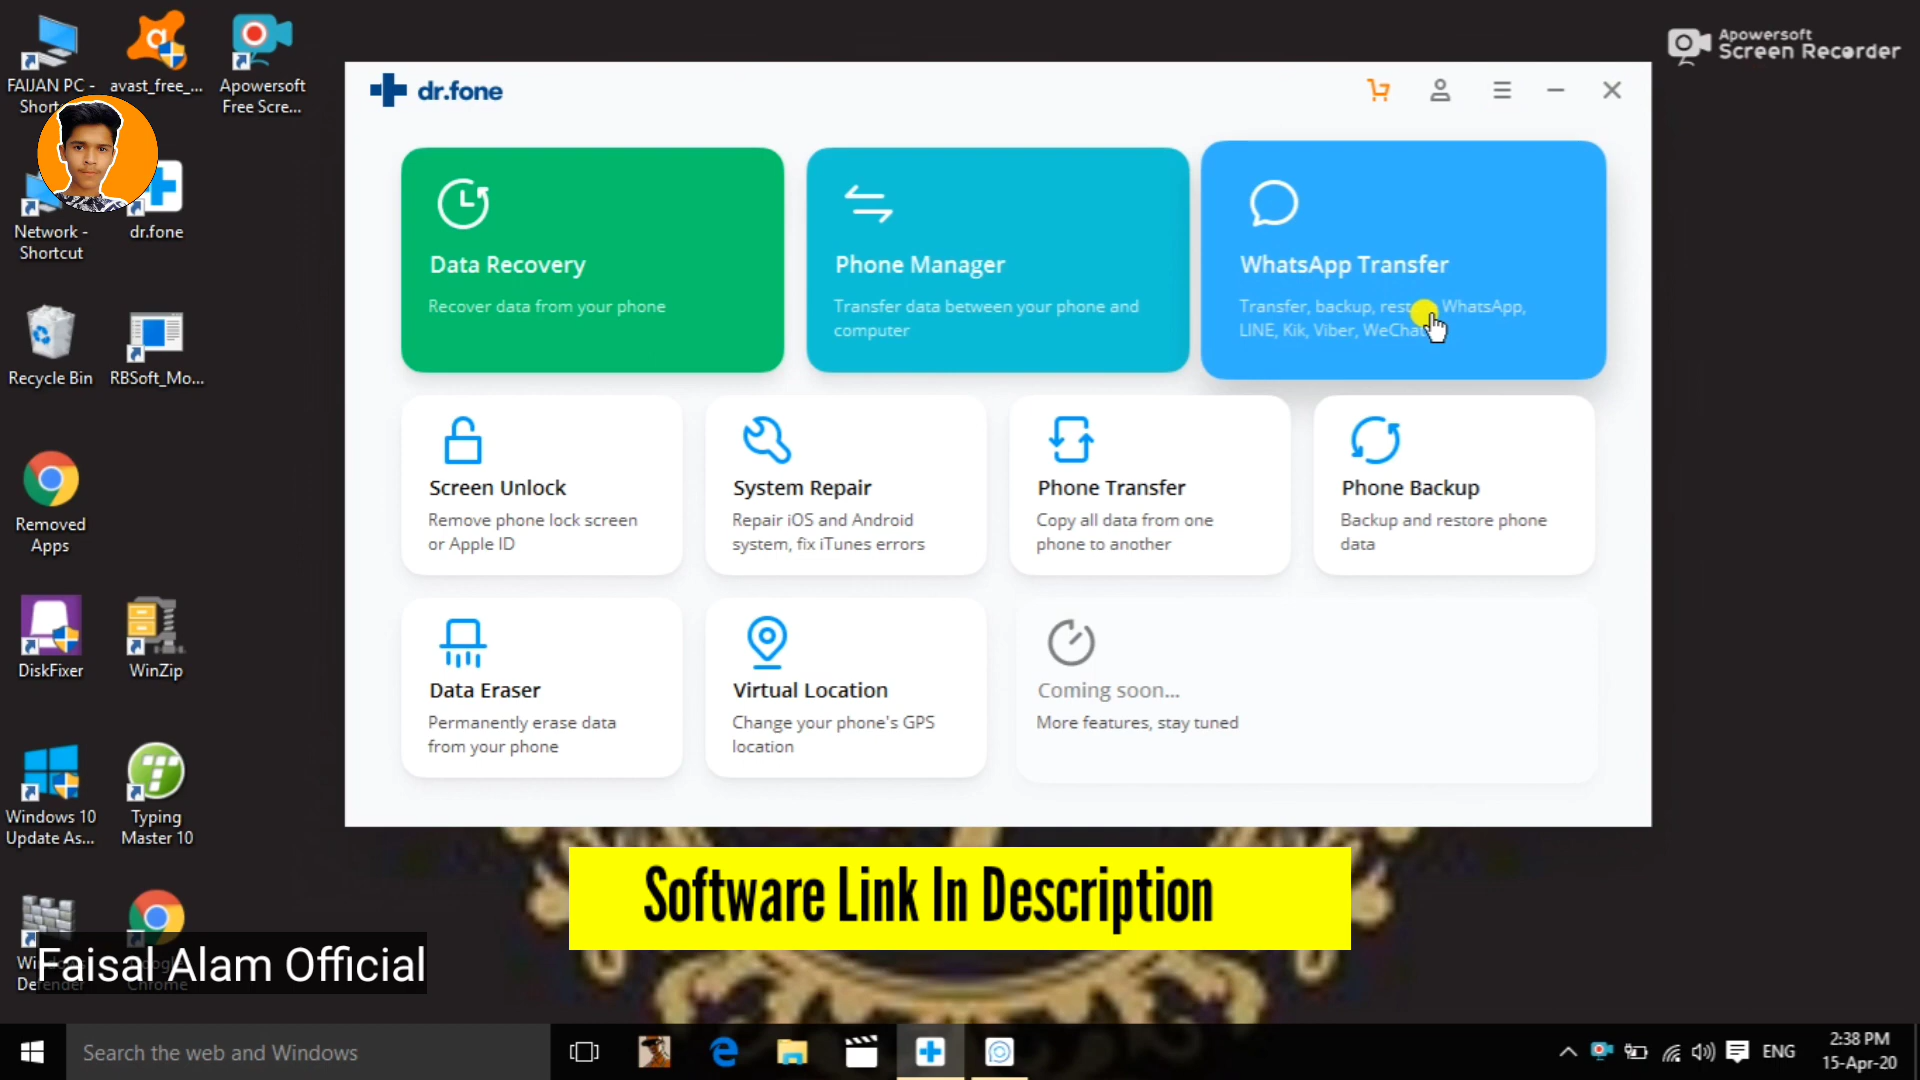 FAIJAN PC -
Short
avast_free_...
Apowersoft
Free Scre...
Apowersoft
Screen Recorder
dr.fone
Network -
Shortcut
dr.fone
Recycle Bin
RBSoft_Mo...
Removed
Apps
DiskFixer
WinZip
Windows 10
Update As...
Typing
Master 10
Data Recovery
Recover data from your phone
Phone Manager
Transfer data between your phone and
computer
WhatsApp Transfer
Transfer, backup, rest WhatsApp,
LINE, Kik, Viber, WeChat
Screen Unlock
Remove phone lock screen
or Apple ID
System Repair
Repair iOS and Android
system, fix iTunes errors
Phone Transfer
Copy all data from one
phone to another
Phone Backup
Backup and restore phone
data
Data Eraser
Permanently erase data
from your phone
Virtual Location
Change your phone's GPS
location
Coming soon...
More features, stay tuned
Software Link In Description
Faisal Alam Official
Defender
Chrome
Search the web and Windows
ENG
2:38 PM
15-Apr-20